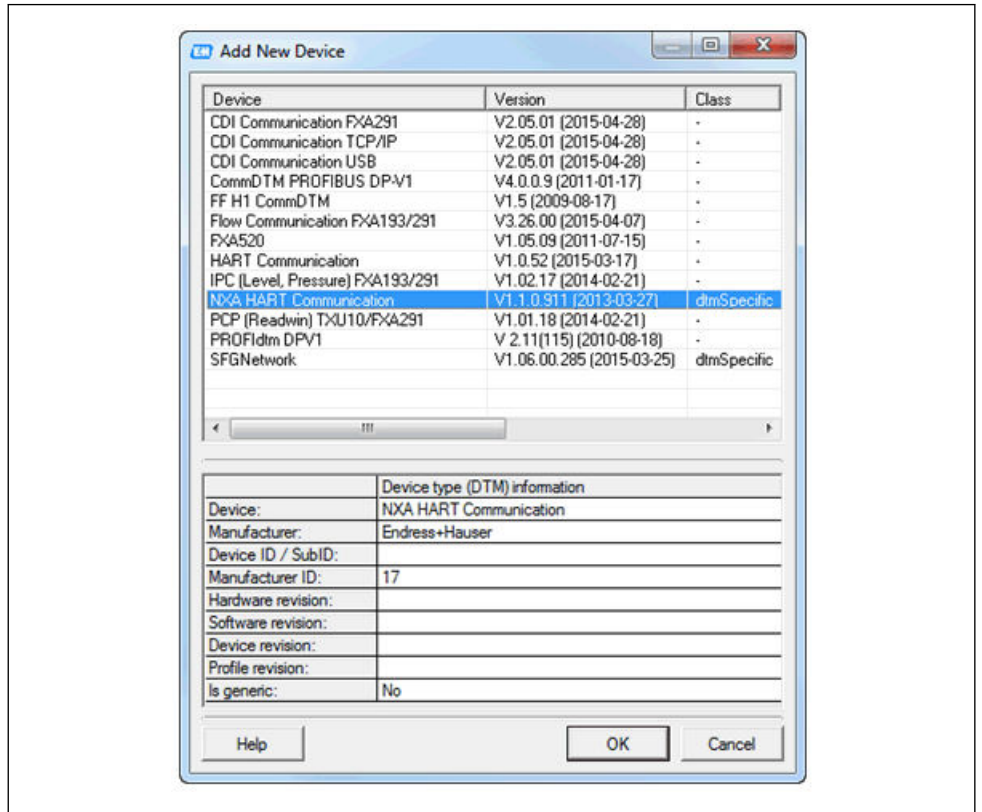 Add New Device
Device Version Class
CDI Communication FXA291 V2.05.01 (2015-04-28) -
CDI Communication TCP/IP V2.05.01 (2015-04-28) -
CDI Communication USB V2.05.01 (2015-04-28) -
CommDTM PROFIBUS DP-V1 V4.0.0.9 (2011-01-17) -
FF H1 CommDTM V1.5 (2009-08-17) -
Flow Communication FXA193/291 V3.26.00 (2015-04-07) -
FXA520 V1.05.09 (2011-07-15) -
HART Communication V1.0.52 (2015-03-17) -
IPC (Level, Pressure) FXA193/291 V1.02.17 (2014-02-21) -
NXA HART Communication V1.1.0.911 (2013-03-27) dtmSpecific
PCP (Readwin) TXU10/FXA291 V1.01.18 (2014-02-21) -
PROFIdtm DPV1 V 2.11(115) (2010-08-18) -
SFGNetwork V1.06.00.285 (2015-03-25) dtmSpecific
Device type (DTM) information
Device: NXA HART Communication
Manufacturer: Endress+Hauser
Device ID / SubID:
Manufacturer ID: 17
Hardware revision:
Software revision:
Device revision:
Profile revision:
Is generic: No
Help OK Cancel